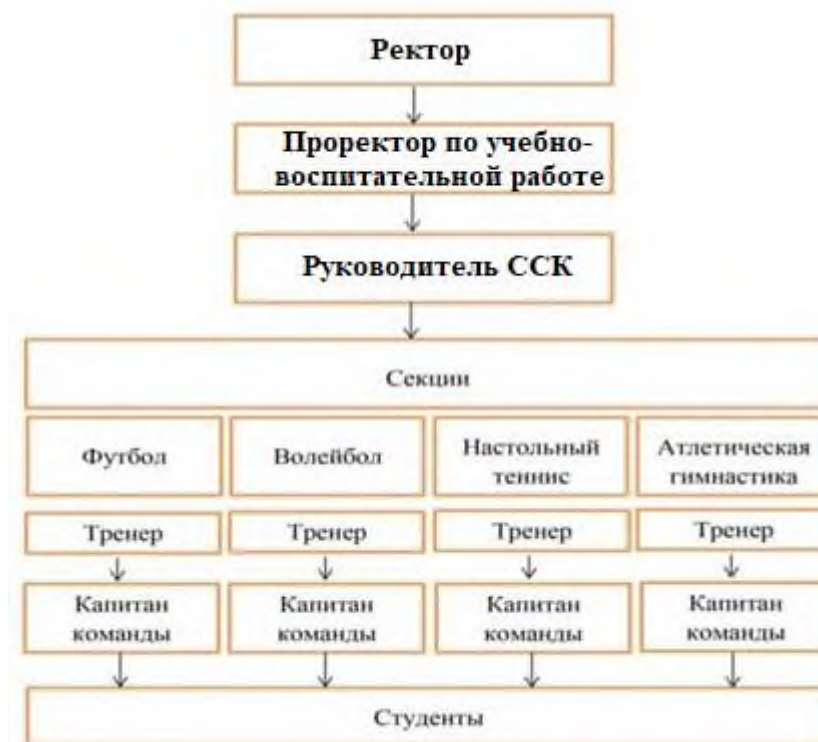 Ректор
Проректор по учебно-
воспитательной работе
Руководитель ССК
Секции
Футбол
Волейбол
Настольный
теннис
Атлетическая
гимнастика
Тренер
Тренер
Тренер
Тренер
Капитан
команды
Капитан
команды
Капитан
команды
Капитан
команды
Студенты